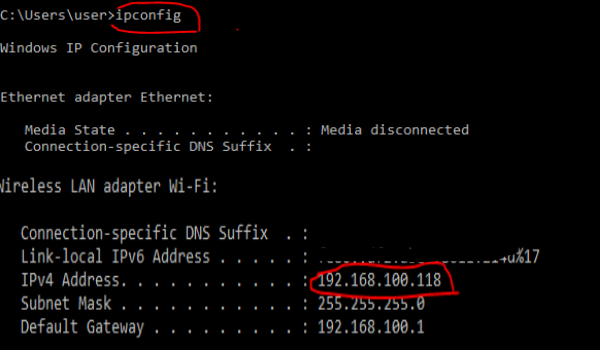 C:\Users\user>ipconfig
Windows IP Configuration
Ethernet adapter Ethernet:
Media State . . . . . . . . . . . : Media disconnected
Connection-specific DNS Suffix  . :
Wireless LAN adapter Wi-Fi:
Connection-specific DNS Suffix  . :
Link-local IPv6 Address . . . . . :
IPv4 Address. . . . . . . . . . . : 192.168.100.118
Subnet Mask . . . . . . . . . . . : 255.255.255.0
Default Gateway . . . . . . . . . : 192.168.100.1